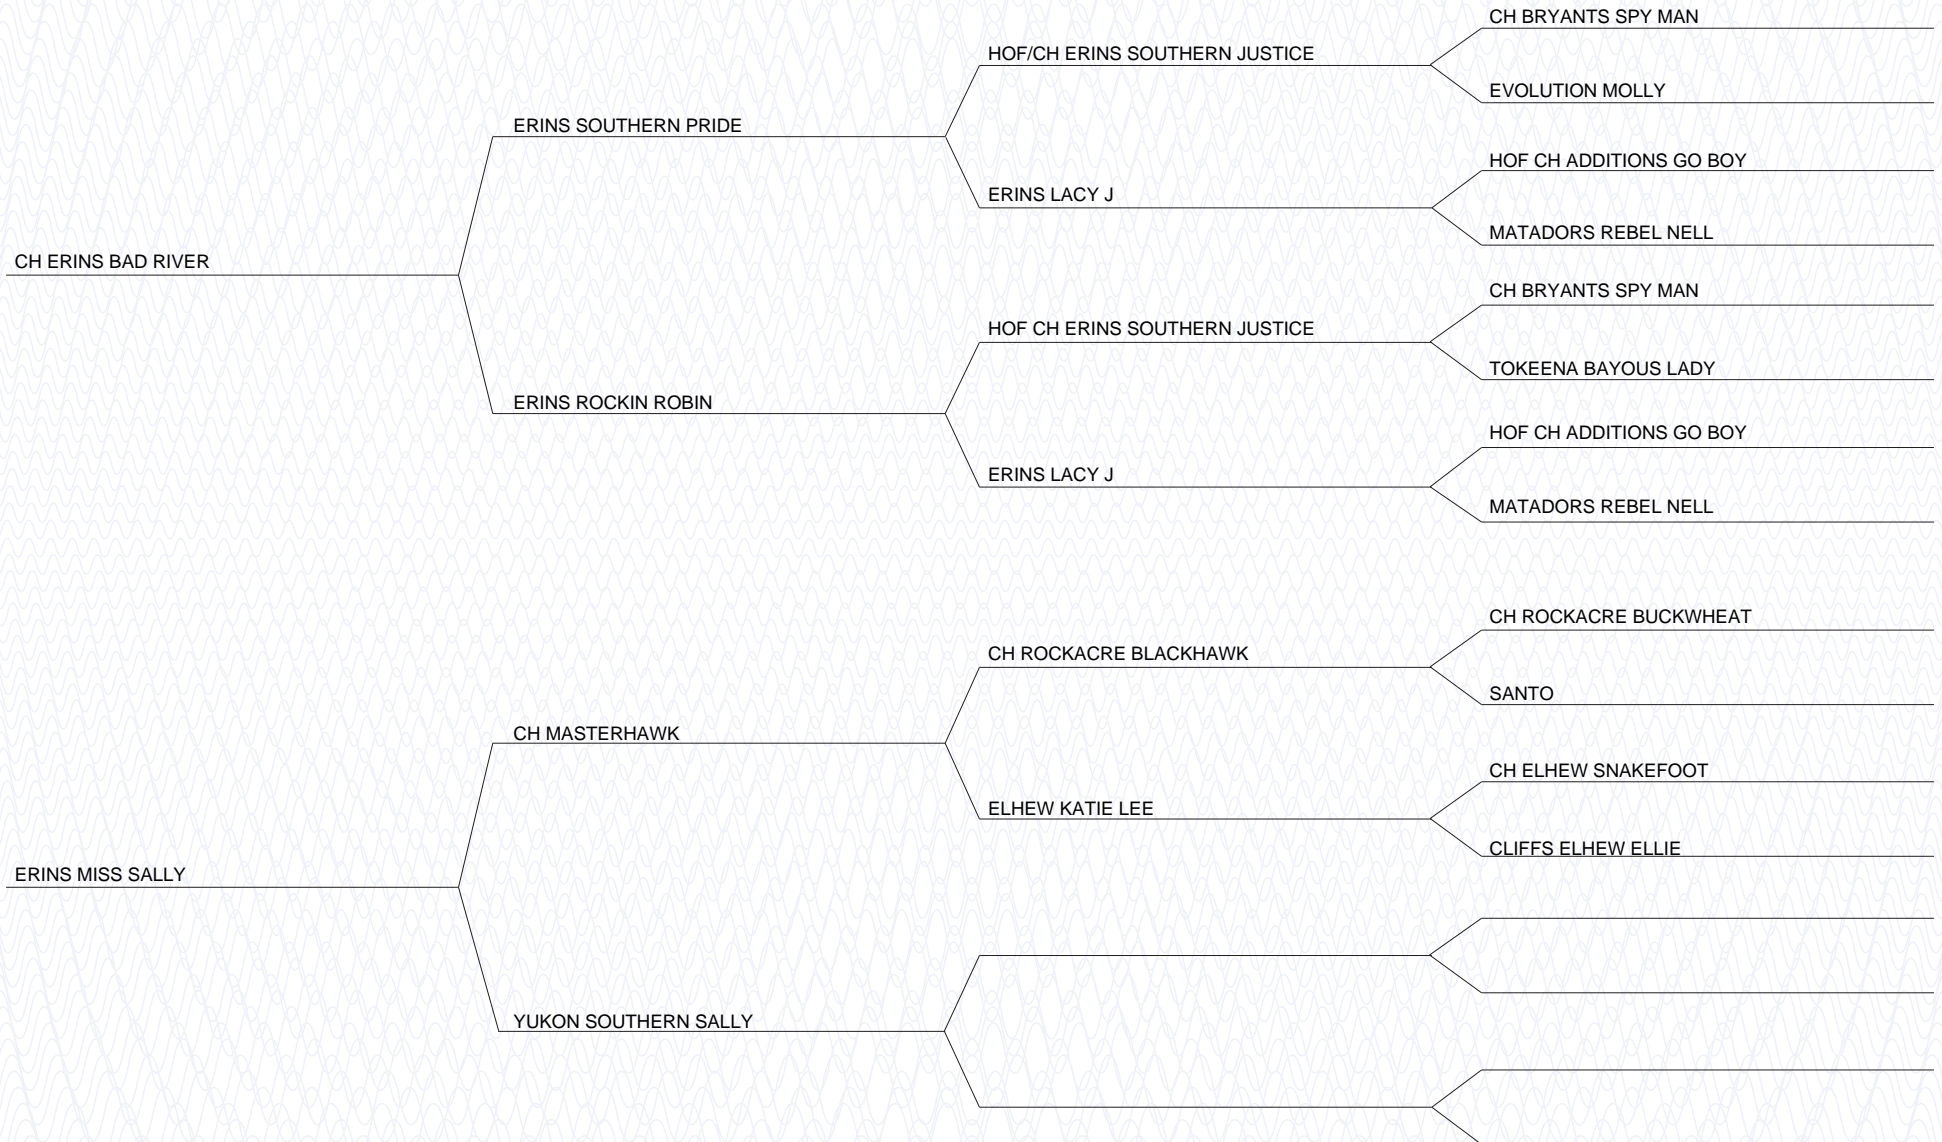 CH BRYANTS SPY MAN
HOF/CH ERINS SOUTHERN JUSTICE
EVOLUTION MOLLY
ERINS SOUTHERN PRIDE
HOF CH ADDITIONS GO BOY
ERINS LACY J
MATADORS REBEL NELL
CH ERINS BAD RIVER
CH BRYANTS SPY MAN
HOF CH ERINS SOUTHERN JUSTICE
TOKEENA BAYOUS LADY
ERINS ROCKIN ROBIN
HOF CH ADDITIONS GO BOY
ERINS LACY J
MATADORS REBEL NELL
CH ROCKACRE BUCKWHEAT
CH ROCKACRE BLACKHAWK
SANTO
CH MASTERHAWK
CH ELHEW SNAKEFOOT
ELHEW KATIE LEE
CLIFFS ELHEW ELLIE
ERINS MISS SALLY
YUKON SOUTHERN SALLY